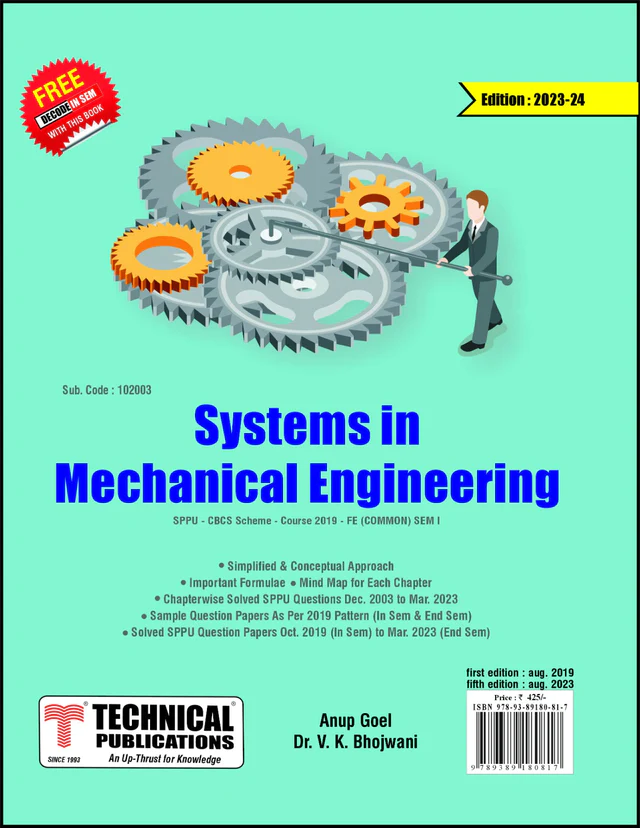 FREE
DECODE IN SEM
WITH THIS BOOK
Edition : 2023-24
Sub. Code : 102003
Systems in
Mechanical Engineering
SPPU - CBCS Scheme - Course 2019 - FE (COMMON) SEM I
• Simplified & Conceptual Approach
• Important Formulae • Mind Map for Each Chapter
• Chapterwise Solved SPPU Questions Dec. 2003 to Mar. 2023
• Sample Question Papers As Per 2019 Pattern (In Sem & End Sem)
• Solved SPPU Question Papers Oct. 2019 (In Sem) to Mar. 2023 (End Sem)
first edition : aug. 2019
fifth edition : aug. 2023
Price : ₹ 425/-
ISBN 978-93-89180-81-7
9 789389 180817
® TECHNICAL ®
PUBLICATIONS
SINCE 1993 An Up-Thrust for Knowledge
Anup Goel
Dr. V. K. Bhojwani